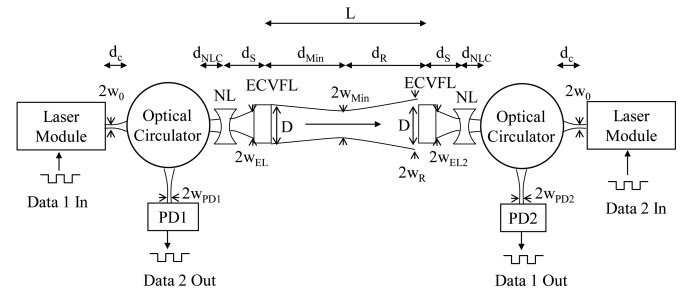 L
d_c d_NLC d_S d_Min d_R d_S d_NLC d_c
ECVFL ECVFL
2w_0 NL 2w_Min NL 2w_0
Laser Module
Optical Circulator
D
D
Optical Circulator
Laser Module
2w_EL 2w_EL2
2w_R
Data 1 In
2w_PD1
2w_PD2
Data 2 In
PD1
PD2
Data 2 Out
Data 1 Out